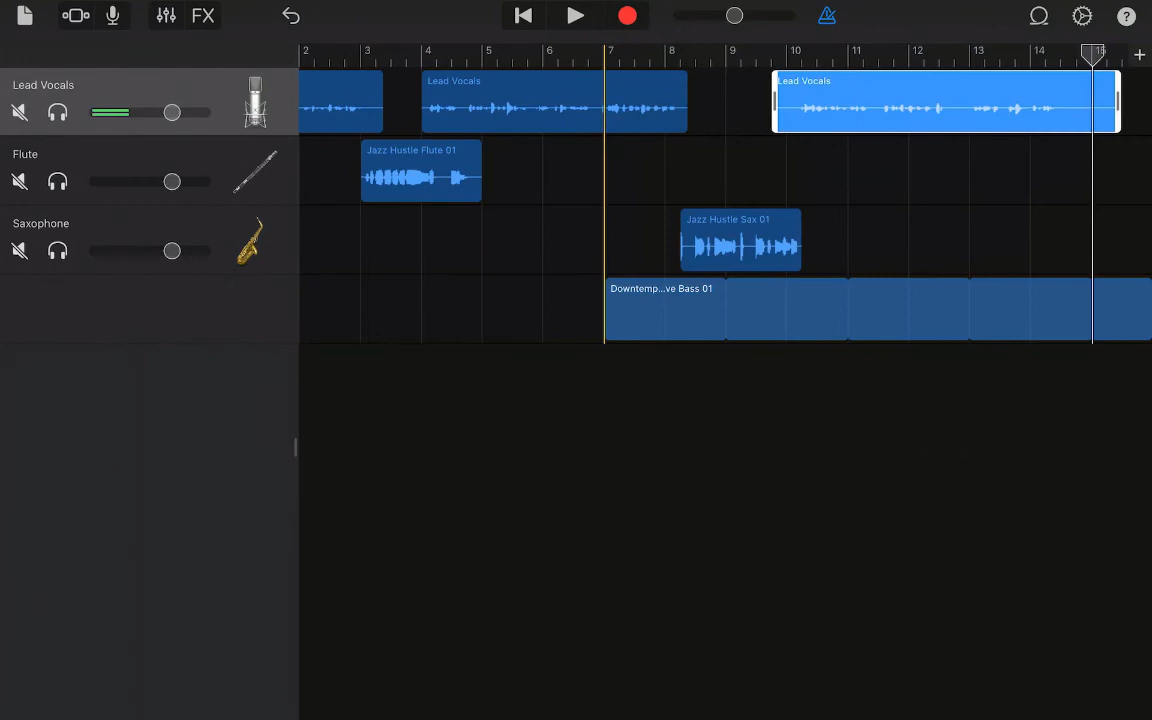 FX
?
2 3 4 5 6 7 8 9 10 11 12 13 14 15
+
Lead Vocals
Lead Vocals
Lead Vocals
Flute
Jazz Hustle Flute 01
Saxophone
Jazz Hustle Sax 01
Downtemp...ve Bass 01